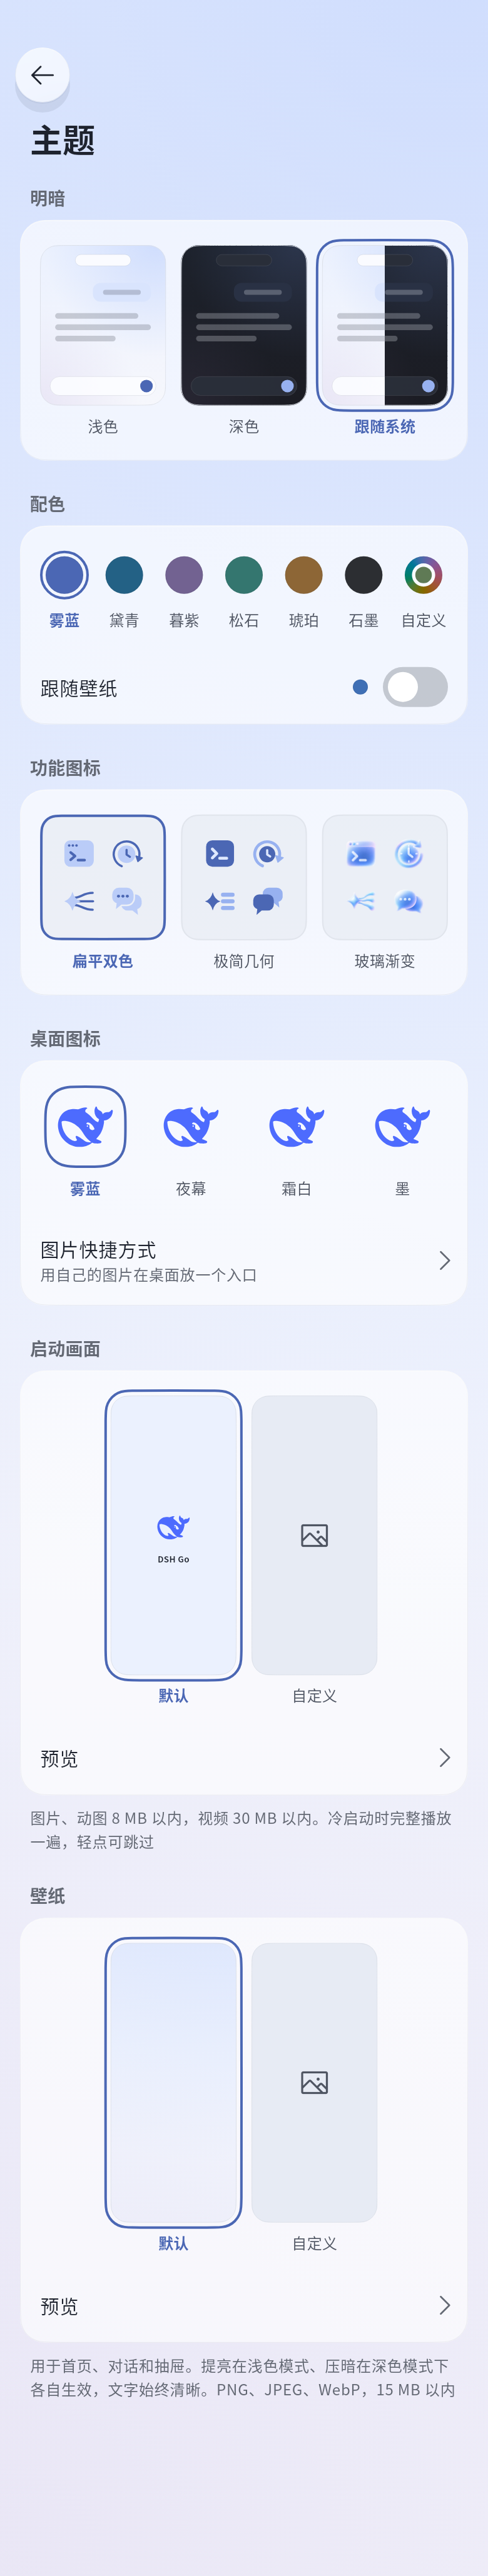 主题
明暗
浅色
深色
跟随系统
配色
雾蓝
黛青
暮紫
松石
琥珀
石墨
自定义
跟随壁纸
功能图标
扁平双色
极简几何
玻璃渐变
桌面图标
雾蓝
夜幕
霜白
墨
图片快捷方式
用自己的图片在桌面放一个入口
启动画面
DSH Go
默认
自定义
预览
图片、动图 8 MB 以内，视频 30 MB 以内。冷启动时完整播放
一遍，轻点可跳过
壁纸
默认
自定义
预览
用于首页、对话和抽屉。提亮在浅色模式、压暗在深色模式下
各自生效，文字始终清晰。PNG、JPEG、WebP，15 MB 以内